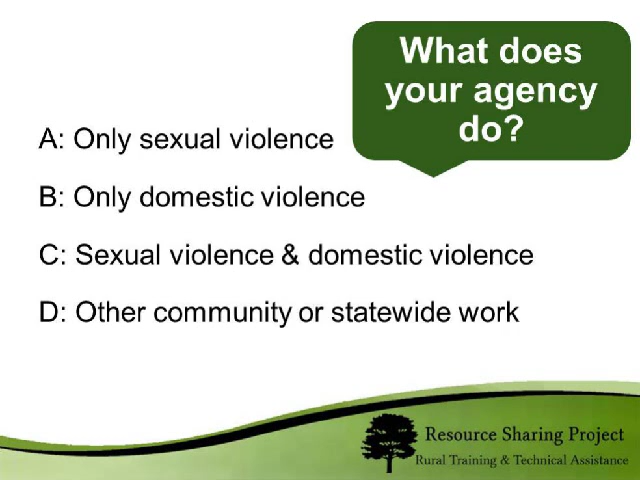 What does
your agency
do?
A: Only sexual violence
B: Only domestic violence
C: Sexual violence & domestic violence
D: Other community or statewide work
Resource Sharing Project
Rural Training & Technical Assistance